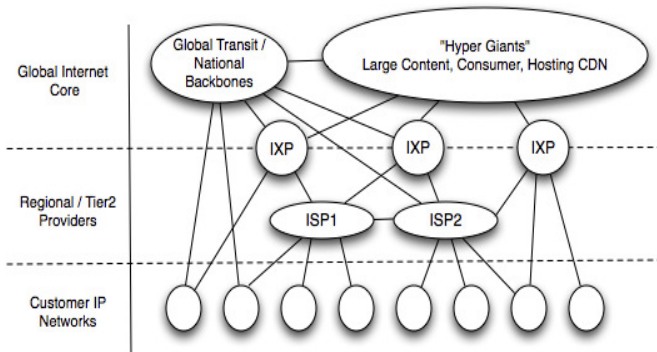 Global Internet
Core
Global Transit /
National
Backbones
"Hyper Giants"
Large Content, Consumer, Hosting CDN
IXP
IXP
IXP
Regional / Tier2
Providers
ISP1
ISP2
Customer IP
Networks